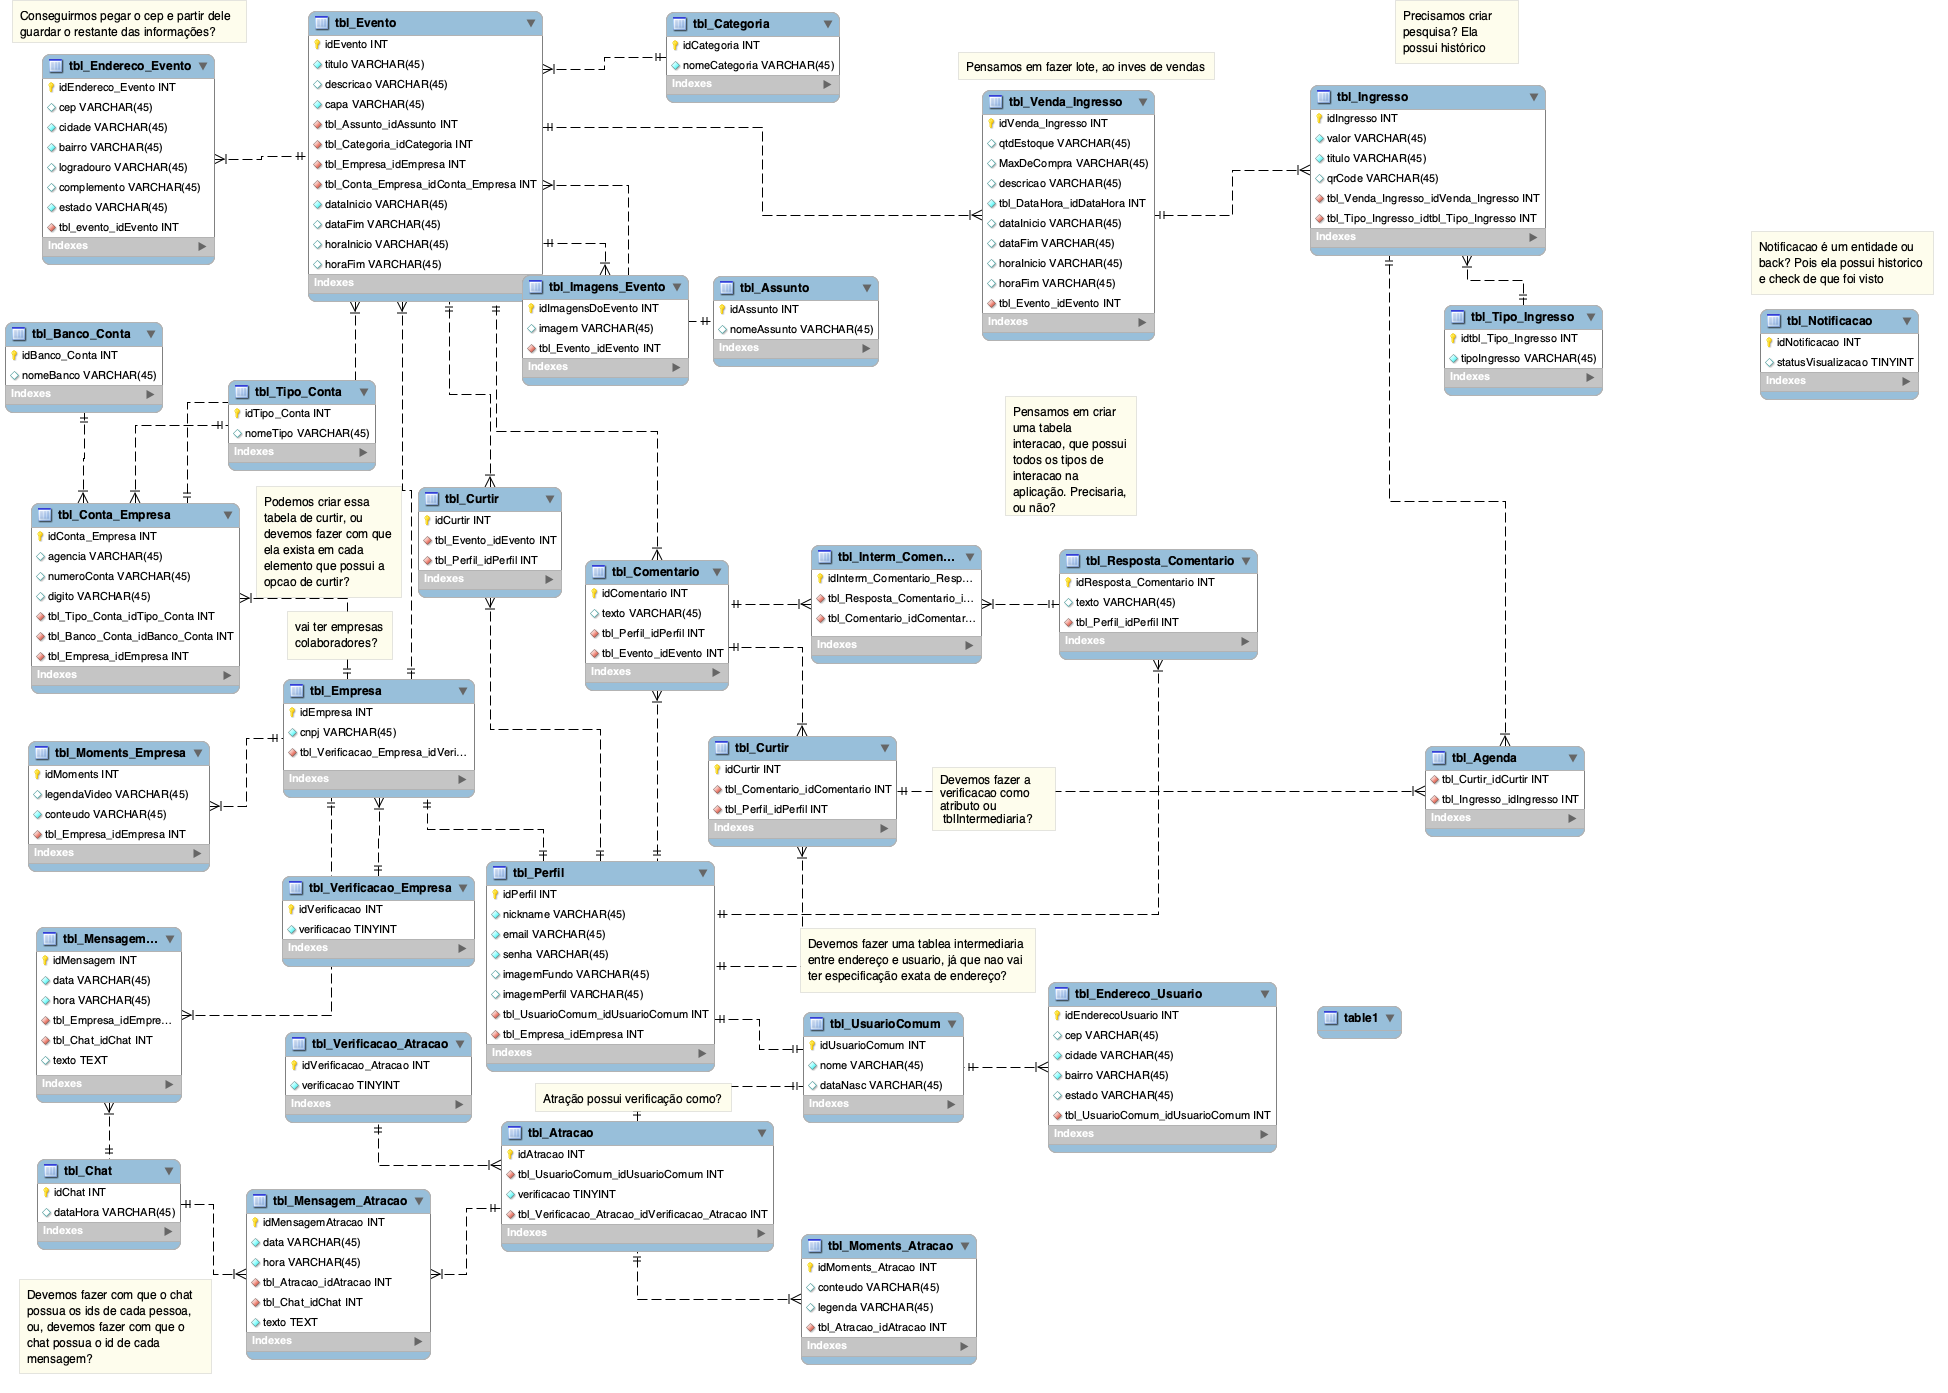 Conseguirmos pegar o cep e partir dele
guardar o restante das informações?
tbl_Endereco_Evento
idEndereco_Evento INT
cep VARCHAR(45)
cidade VARCHAR(45)
bairro VARCHAR(45)
logradouro VARCHAR(45)
complemento VARCHAR(45)
estado VARCHAR(45)
tbl_evento_idEvento INT
Indexes
tbl_Evento
idEvento INT
titulo VARCHAR(45)
descricao VARCHAR(45)
capa VARCHAR(45)
tbl_Assunto_idAssunto INT
tbl_Categoria_idCategoria INT
tbl_Empresa_idEmpresa INT
tbl_Conta_Empresa_idConta_Empresa INT
dataInicio VARCHAR(45)
dataFim VARCHAR(45)
horaInicio VARCHAR(45)
horaFim VARCHAR(45)
Indexes
tbl_Categoria
idCategoria INT
nomeCategoria VARCHAR(45)
Indexes
Pensamos em fazer lote, ao inves de vendas
tbl_Venda_Ingresso
idVenda_Ingresso INT
qtdEstoque VARCHAR(45)
MaxDeCompra VARCHAR(45)
descricao VARCHAR(45)
tbl_DataHora_idDataHora INT
dataInicio VARCHAR(45)
dataFim VARCHAR(45)
horaInicio VARCHAR(45)
horaFim VARCHAR(45)
tbl_Evento_idEvento INT
Indexes
Precisamos criar
pesquisa? Ela
possui histórico
tbl_Ingresso
idIngresso INT
valor VARCHAR(45)
titulo VARCHAR(45)
qrCode VARCHAR(45)
tbl_Venda_Ingresso_idVenda_Ingresso INT
tbl_Tipo_Ingresso_idtbl_Tipo_Ingresso INT
Indexes
Notificacao é um entidade ou
back? Pois ela possui historico
e check de que foi visto
tbl_Notificacao
idNotificacao INT
statusVisualizacao TINYINT
Indexes
tbl_Tipo_Ingresso
idtbl_Tipo_Ingresso INT
tipoIngresso VARCHAR(45)
Indexes
tbl_Imagens_Evento
idImagensDoEvento INT
imagem VARCHAR(45)
tbl_Evento_idEvento INT
Indexes
tbl_Assunto
idAssunto INT
nomeAssunto VARCHAR(45)
Indexes
tbl_Banco_Conta
idBanco_Conta INT
nomeBanco VARCHAR(45)
Indexes
tbl_Tipo_Conta
idTipo_Conta INT
nomeTipo VARCHAR(45)
Indexes
Pensamos em criar
uma tabela
interacao, que possui
todos os tipos de
interacao na
aplicação. Precisaria,
ou não?
tbl_Conta_Empresa
idConta_Empresa INT
agencia VARCHAR(45)
numeroConta VARCHAR(45)
digito VARCHAR(45)
tbl_Tipo_Conta_idTipo_Conta INT
tbl_Banco_Conta_idBanco_Conta INT
tbl_Empresa_idEmpresa INT
Indexes
Podemos criar essa
tabela de curtir, ou
devemos fazer com que
ela exista em cada
elemento que possui a
opcao de curtir?
tbl_Curtir
idCurtir INT
tbl_Evento_idEvento INT
tbl_Perfil_idPerfil INT
Indexes
tbl_Comentario
idComentario INT
texto VARCHAR(45)
tbl_Perfil_idPerfil INT
tbl_Evento_idEvento INT
Indexes
tbl_Interm_Comen...
idInterm_Comentario_Resp...
tbl_Resposta_Comentario_i...
tbl_Comentario_idComentar...
Indexes
tbl_Resposta_Comentario
idResposta_Comentario INT
texto VARCHAR(45)
tbl_Perfil_idPerfil INT
Indexes
vai ter empresas
colaboradores?
tbl_Empresa
idEmpresa INT
cnpj VARCHAR(45)
tbl_Verificacao_Empresa_idVeri...
Indexes
tbl_Moments_Empresa
idMoments INT
legendaVideo VARCHAR(45)
conteudo VARCHAR(45)
tbl_Empresa_idEmpresa INT
Indexes
tbl_Curtir
idCurtir INT
tbl_Comentario_idComentario INT
tbl_Perfil_idPerfil INT
Indexes
Devemos fazer a
verificacao como
atributo ou
tblIntermediaria?
tbl_Agenda
tbl_Curtir_idCurtir INT
tbl_Ingresso_idIngresso INT
Indexes
tbl_Verificacao_Empresa
idVerificacao INT
verificacao TINYINT
Indexes
tbl_Perfil
idPerfil INT
nickname VARCHAR(45)
email VARCHAR(45)
senha VARCHAR(45)
imagemFundo VARCHAR(45)
imagemPerfil VARCHAR(45)
tbl_UsuarioComum_idUsuarioComum INT
tbl_Empresa_idEmpresa INT
Indexes
tbl_Mensagem...
idMensagem INT
data VARCHAR(45)
hora VARCHAR(45)
tbl_Empresa_idEmpre...
tbl_Chat_idChat INT
texto TEXT
Indexes
Devemos fazer uma tablea intermediaria
entre endereço e usuario, já que nao vai
ter especificação exata de endereço?
tbl_Endereco_Usuario
idEnderecoUsuario INT
cep VARCHAR(45)
cidade VARCHAR(45)
bairro VARCHAR(45)
estado VARCHAR(45)
tbl_UsuarioComum_idUsuarioComum INT
Indexes
table1
tbl_UsuarioComum
idUsuarioComum INT
nome VARCHAR(45)
dataNasc VARCHAR(45)
Indexes
tbl_Verificacao_Atracao
idVerificacao_Atracao INT
verificacao TINYINT
Indexes
Atração possui verificação como?
tbl_Atracao
idAtracao INT
tbl_UsuarioComum_idUsuarioComum INT
verificacao TINYINT
tbl_Verificacao_Atracao_idVerificacao_Atracao INT
Indexes
tbl_Chat
idChat INT
dataHora VARCHAR(45)
Indexes
tbl_Mensagem_Atracao
idMensagemAtracao INT
data VARCHAR(45)
hora VARCHAR(45)
tbl_Atracao_idAtracao INT
tbl_Chat_idChat INT
texto TEXT
Indexes
tbl_Moments_Atracao
idMoments_Atracao INT
conteudo VARCHAR(45)
legenda VARCHAR(45)
tbl_Atracao_idAtracao INT
Indexes
Devemos fazer com que o chat
possua os ids de cada pessoa,
ou, devemos fazer com que o
chat possua o id de cada
mensagem?